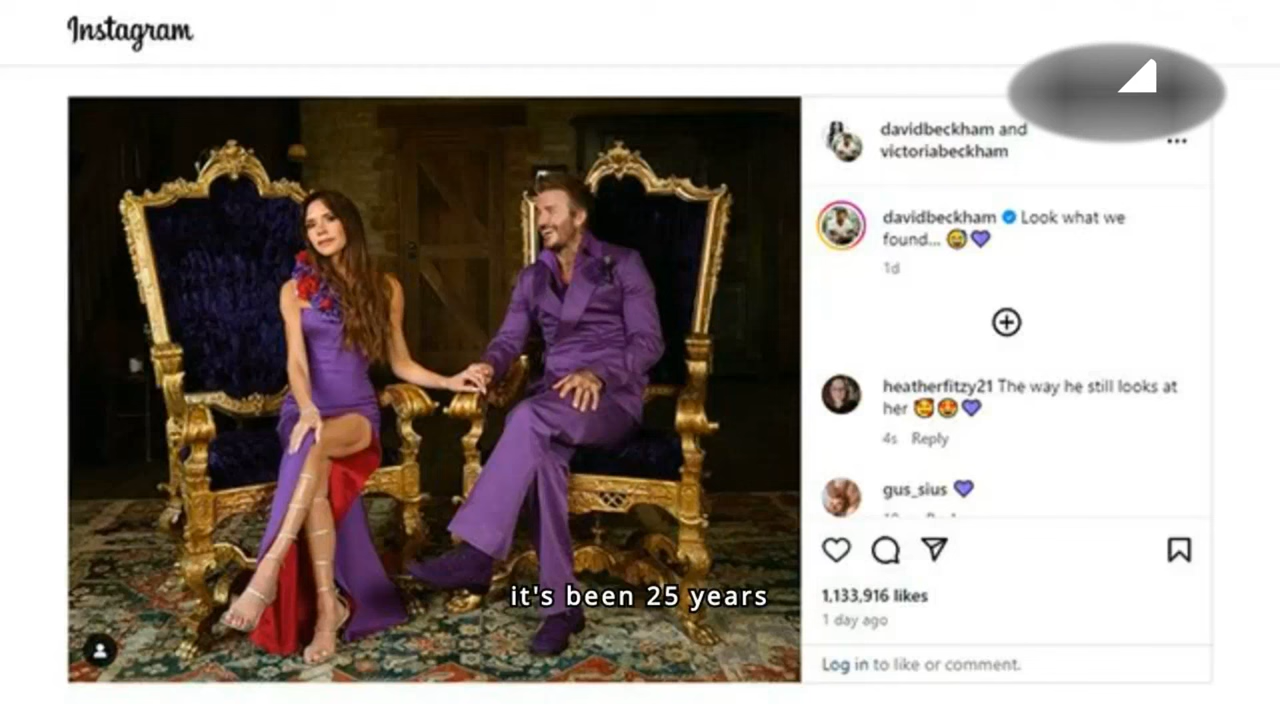 Instagram
davidbeckham and
victoriabeckham
davidbeckham Look what we
found... 😅💜
1d
heatherfitzy21 The way he still looks at
her 🥰😍💜
4s Reply
gus_sius 💜
it's been 25 years
1,133,916 likes
1 day ago
Log in to like or comment.